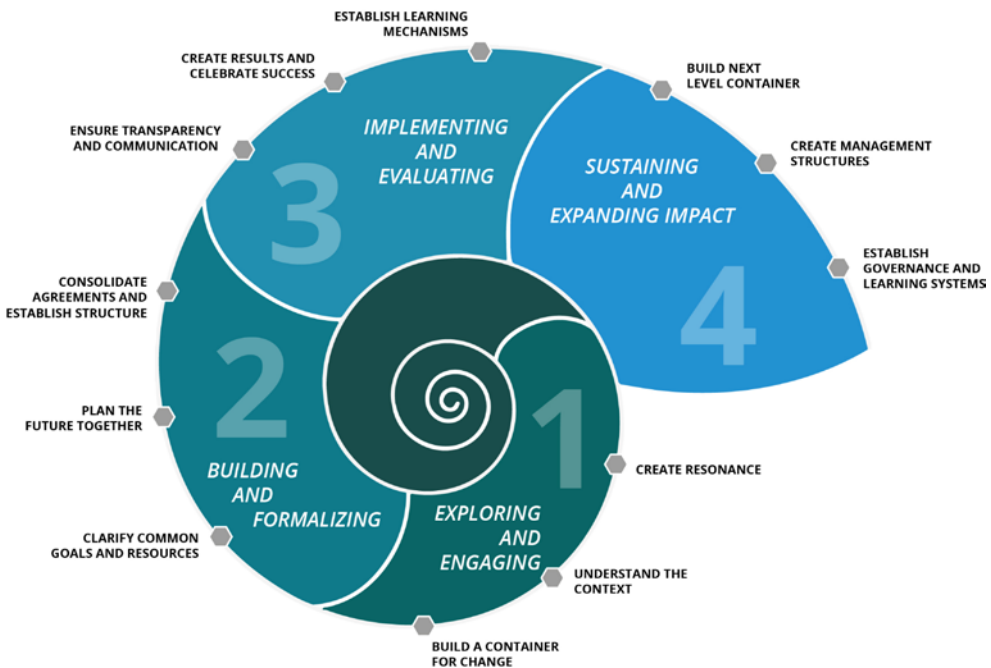 1
EXPLORING
AND
ENGAGING
CREATE RESONANCE
UNDERSTAND THE
CONTEXT
BUILD A CONTAINER
FOR CHANGE
2
BUILDING
AND
FORMALIZING
CLARIFY COMMON
GOALS AND RESOURCES
PLAN THE
FUTURE TOGETHER
CONSOLIDATE
AGREEMENTS AND
ESTABLISH STRUCTURE
3
IMPLEMENTING
AND
EVALUATING
ENSURE TRANSPARENCY
AND COMMUNICATION
CREATE RESULTS AND
CELEBRATE SUCCESS
ESTABLISH LEARNING
MECHANISMS
4
SUSTAINING
AND
EXPANDING IMPACT
BUILD NEXT
LEVEL CONTAINER
CREATE MANAGEMENT
STRUCTURES
ESTABLISH
GOVERNANCE AND
LEARNING SYSTEMS